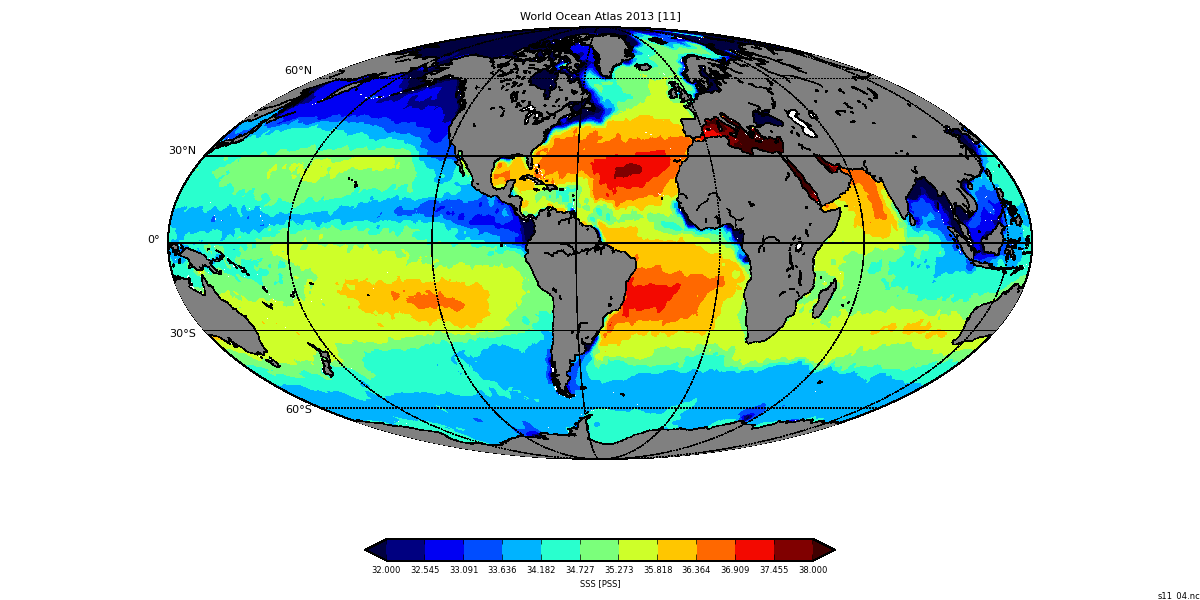 World Ocean Atlas 2013 [11]
60°N
30°N
0°
30°S
60°S
32.000 32.545 33.091 33.636 34.182 34.727 35.273 35.818 36.364 36.909 37.455 38.000
SSS [PSS]
s11_04.nc